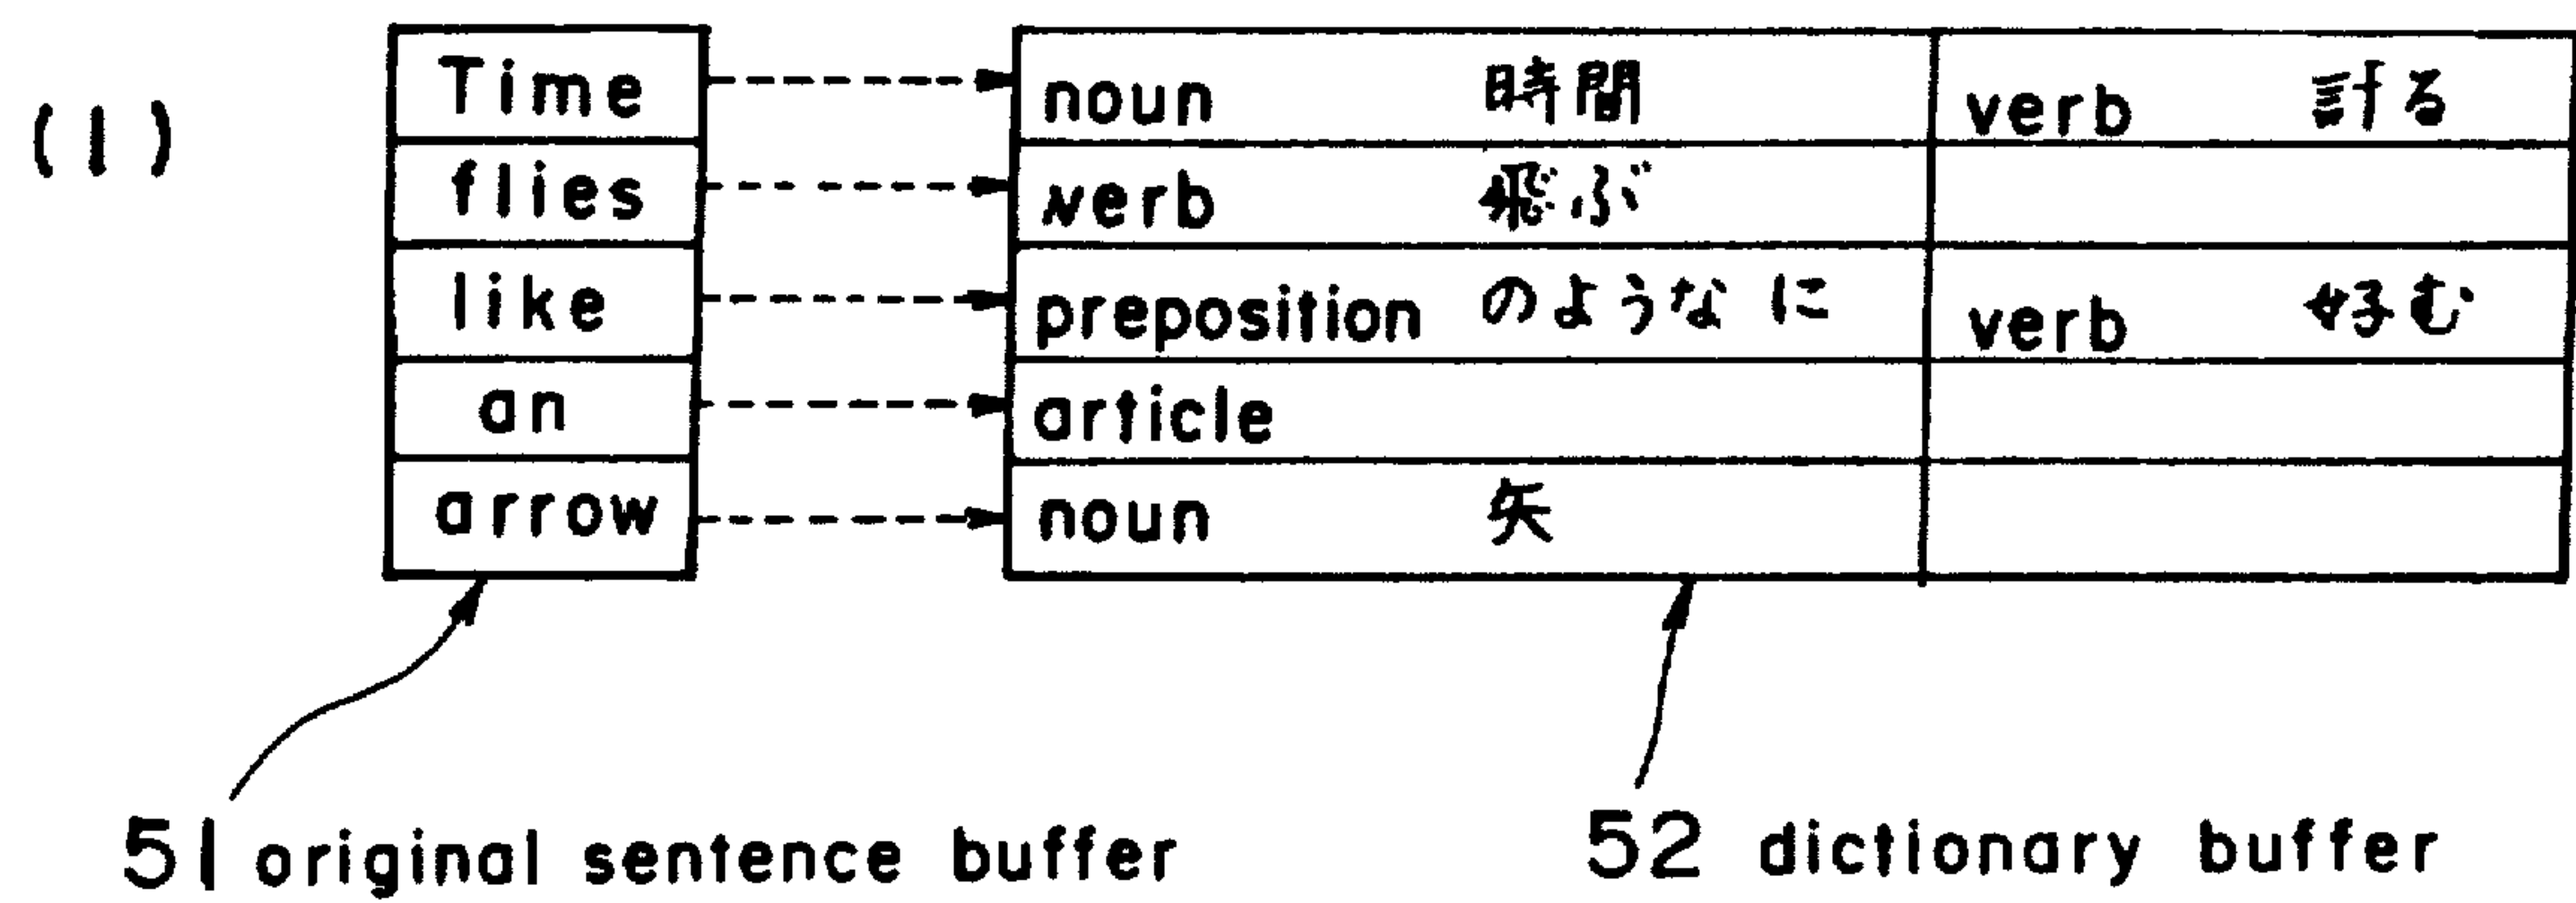 (1)
Time noun 時間 verb 計る
flies verb 飛ぶ
like preposition のようなに verb 好む
an article
arrow noun 矢
51 original sentence buffer 52 dictionary buffer